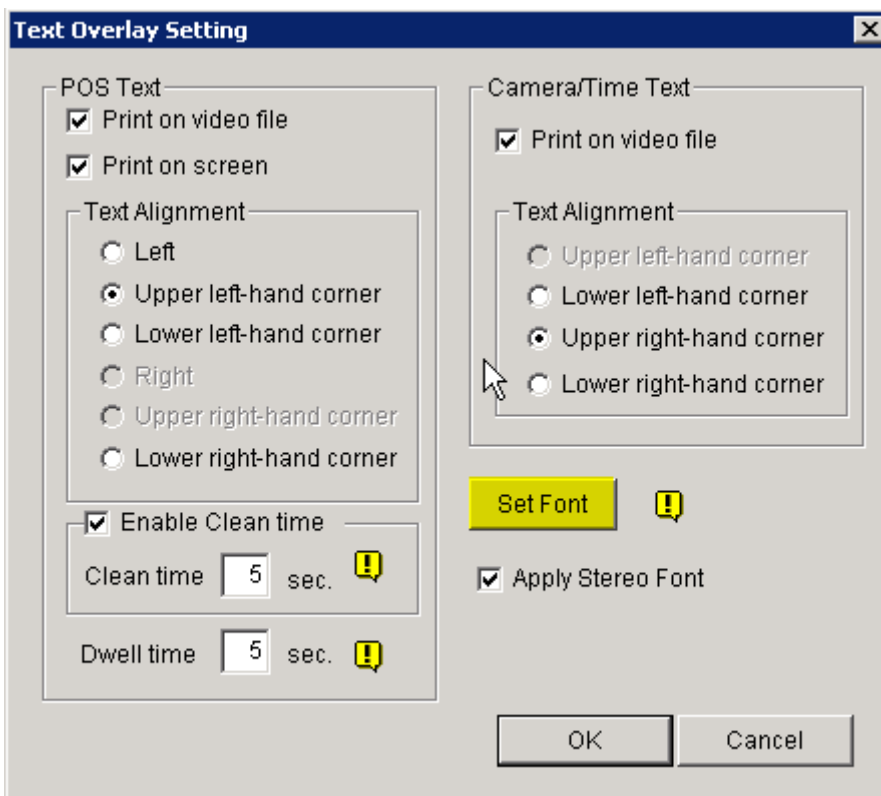 Text Overlay Setting
POS Text
Print on video file
Print on screen
Text Alignment
Left
Upper left-hand corner
Lower left-hand corner
Right
Upper right-hand corner
Lower right-hand corner
Enable Clean time
Clean time 5 sec. !
Dwell time 5 sec. !
Camera/Time Text
Print on video file
Text Alignment
Upper left-hand corner
Lower left-hand corner
Upper right-hand corner
Lower right-hand corner
Set Font !
Apply Stereo Font
OK Cancel